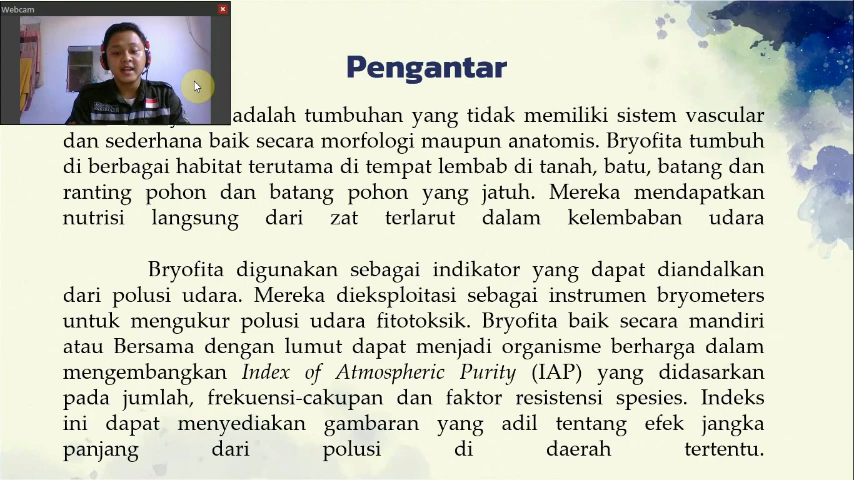 Webcam
Pengantar
adalah tumbuhan yang tidak memiliki sistem vascular
dan sederhana baik secara morfologi maupun anatomis. Bryofita tumbuh
di berbagai habitat terutama di tempat lembab di tanah, batu, batang dan
ranting pohon dan batang pohon yang jatuh. Mereka mendapatkan
nutrisi langsung dari zat terlarut dalam kelembaban udara
Bryofita digunakan sebagai indikator yang dapat diandalkan
dari polusi udara. Mereka dieksploitasi sebagai instrumen bryometers
untuk mengukur polusi udara fitotoksik. Bryofita baik secara mandiri
atau Bersama dengan lumut dapat menjadi organisme berharga dalam
mengembangkan Index of Atmospheric Purity (IAP) yang didasarkan
pada jumlah, frekuensi-cakupan dan faktor resistensi spesies. Indeks
ini dapat menyediakan gambaran yang adil tentang efek jangka
panjang dari polusi di daerah tertentu.